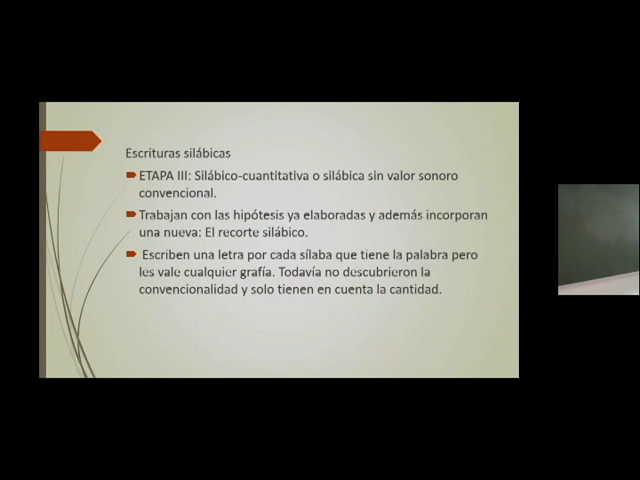 Escrituras silábicas
ETAPA III: Silábico-cuantitativa o silábica sin valor sonoro
convencional.
Trabajan con las hipótesis ya elaboradas y además incorporan
una nueva: El recorte silábico.
Escriben una letra por cada sílaba que tiene la palabra pero
les vale cualquier grafía. Todavía no descubrieron la
convencionalidad y solo tienen en cuenta la cantidad.